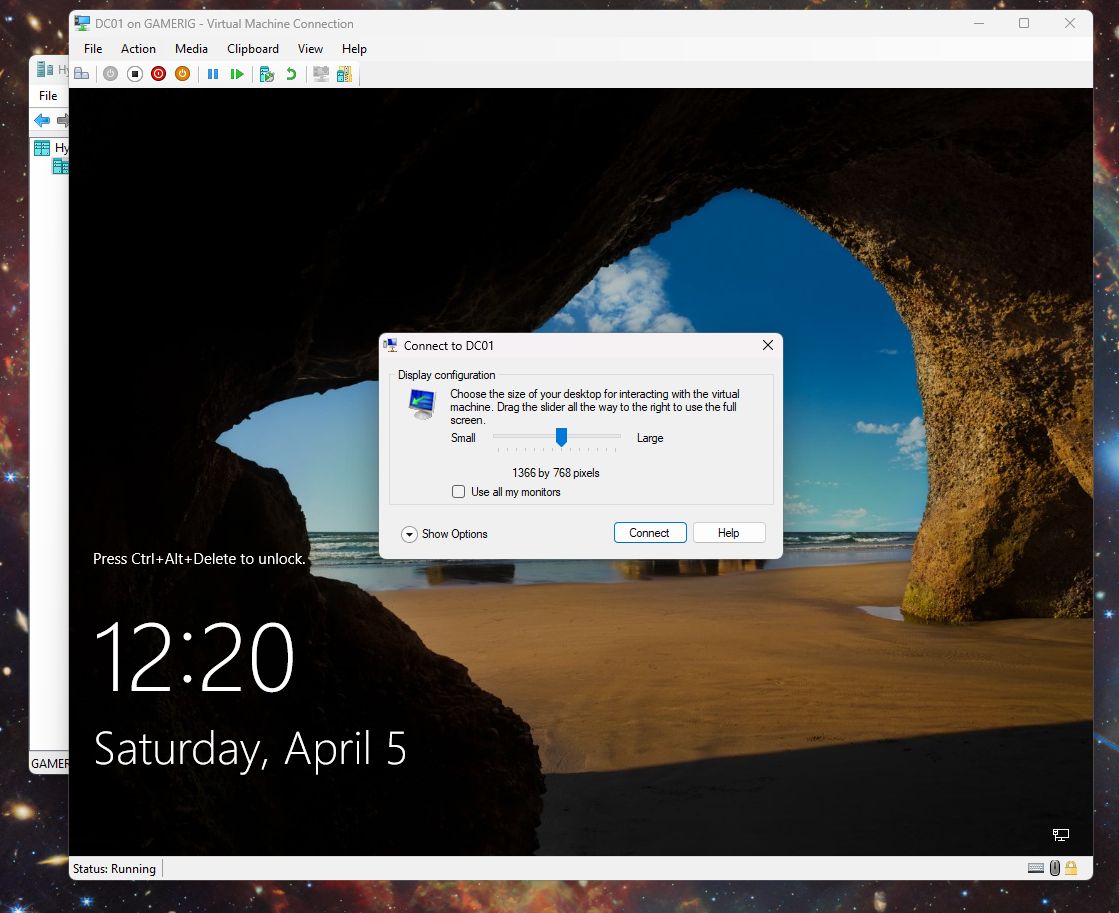 DC01 on GAMERIG - Virtual Machine Connection
File Action Media Clipboard View Help
Hy
File
Hy
Connect to DC01
Display configuration
Choose the size of your desktop for interacting with the virtual
machine. Drag the slider all the way to the right to use the full
screen.
Small Large
1366 by 768 pixels
Use all my monitors
Show Options Connect Help
Press Ctrl+Alt+Delete to unlock.
12:20
Saturday, April 5
GAMER
Status: Running